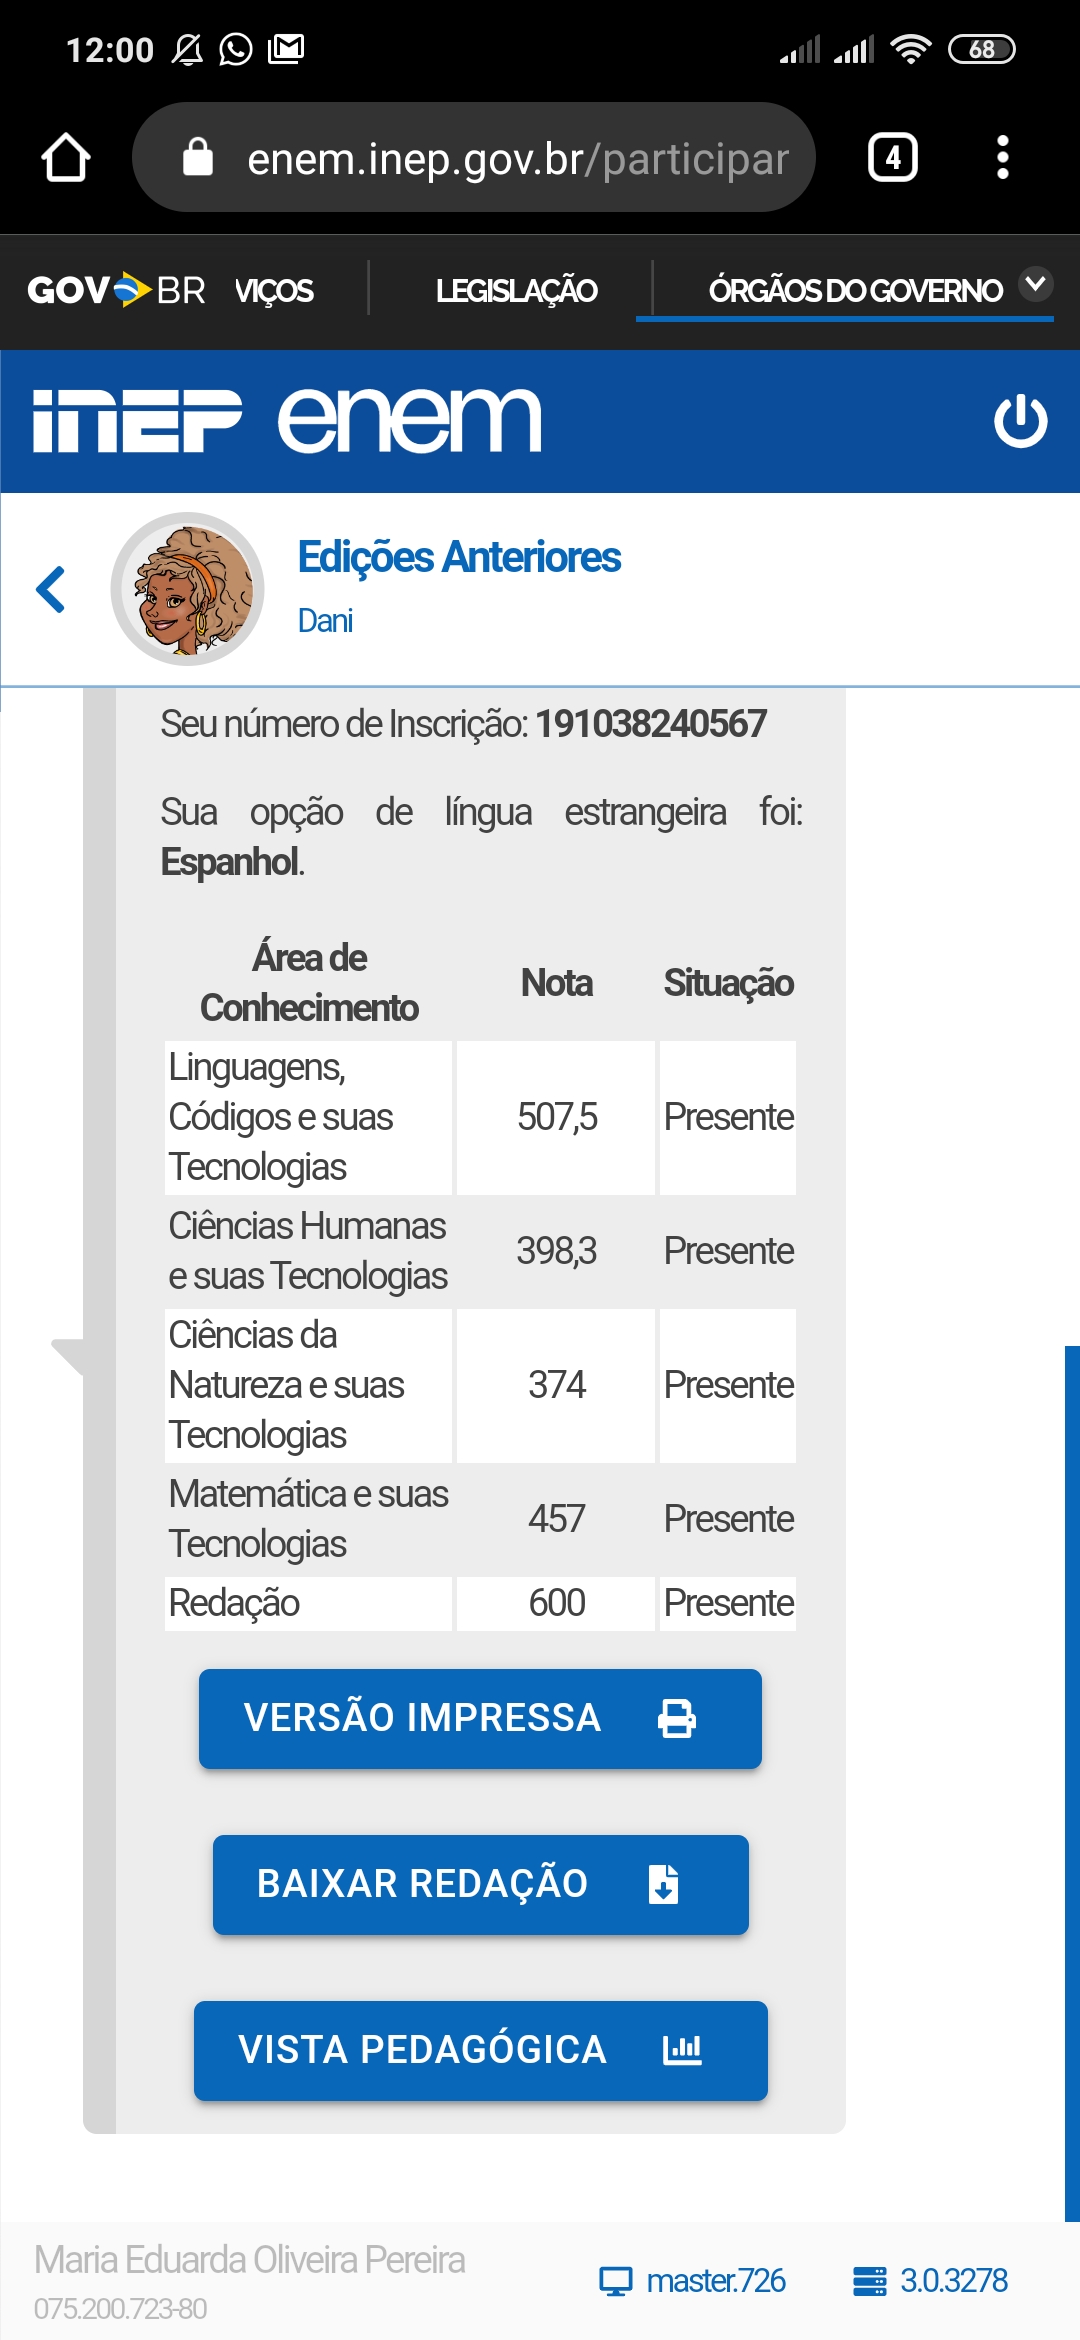 12:00
68
enem.inep.gov.br/participar
4
GOV BR VIÇOS LEGISLAÇÃO ÓRGÃOS DO GOVERNO
inep enem
Edições Anteriores
Dani
Seu número de Inscrição: 191038240567
Sua opção de língua estrangeira foi:
Espanhol.
Área de
Conhecimento
Nota
Situação
Linguagens,
Códigos e suas
Tecnologias
507,5
Presente
Ciências Humanas
e suas Tecnologias
398,3
Presente
Ciências da
Natureza e suas
Tecnologias
374
Presente
Matemática e suas
Tecnologias
457
Presente
Redação
600
Presente
VERSÃO IMPRESSA
BAIXAR REDAÇÃO
VISTA PEDAGÓGICA
Maria Eduarda Oliveira Pereira
075.200.723-80
master.726
3.0.3278